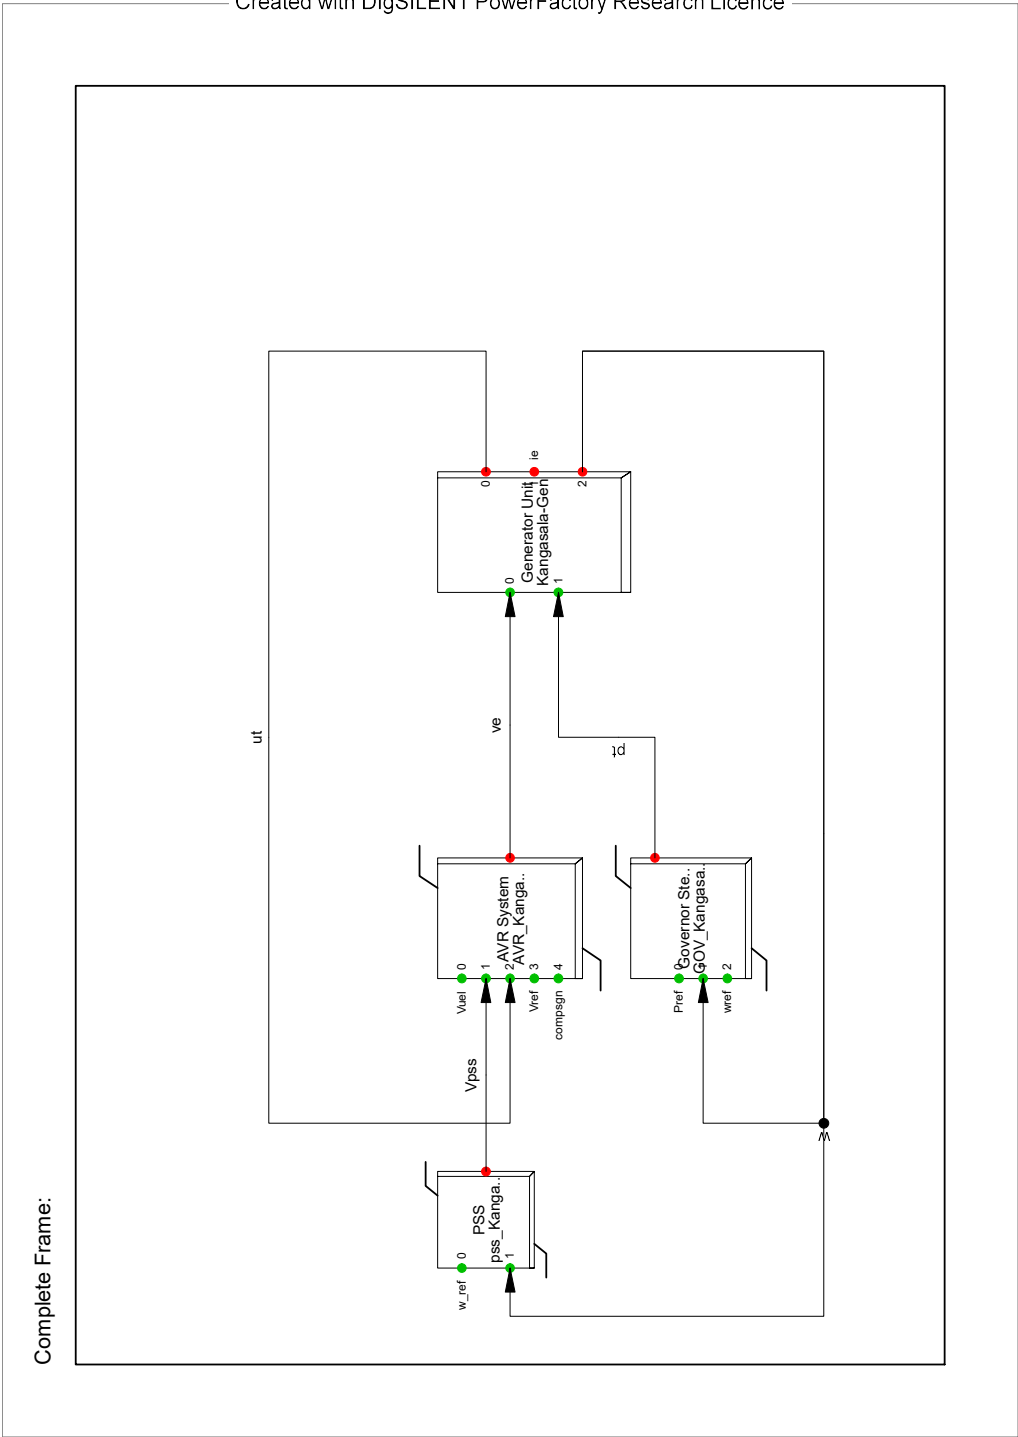 Created with DIgSILENT PowerFactory Research Licence
Complete Frame:
ut
ve
pt
Vpss
0
ie
1
2
Generator Unit
Kangasala-Gen
0
1
AVR System
AVR_Kanga..
Vuel 0
1
2
Vref 3
compsgn 4
Governor Ste..
GOV_Kangasa..
Pref 0
1
wref 2
PSS
pss_Kanga..
w_ref 0
1